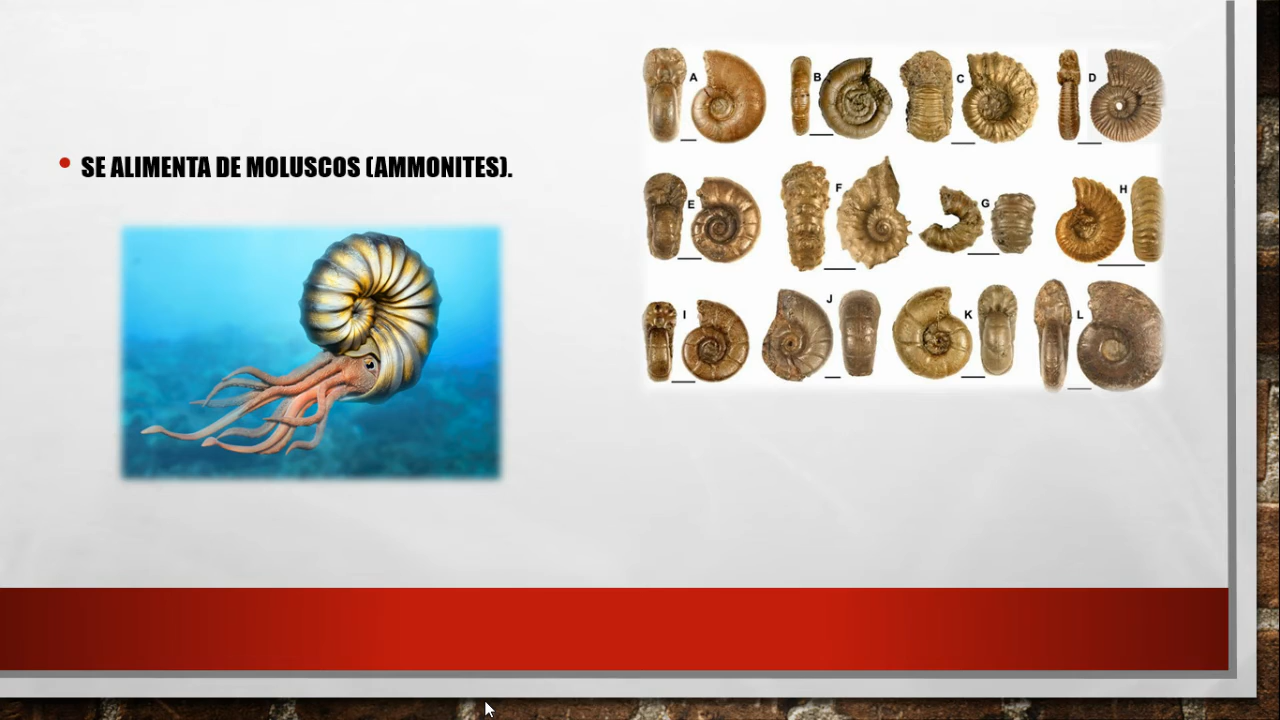 SE ALIMENTA DE MOLUSCOS (AMMONITES).
A B C D
E F G H
I J K L